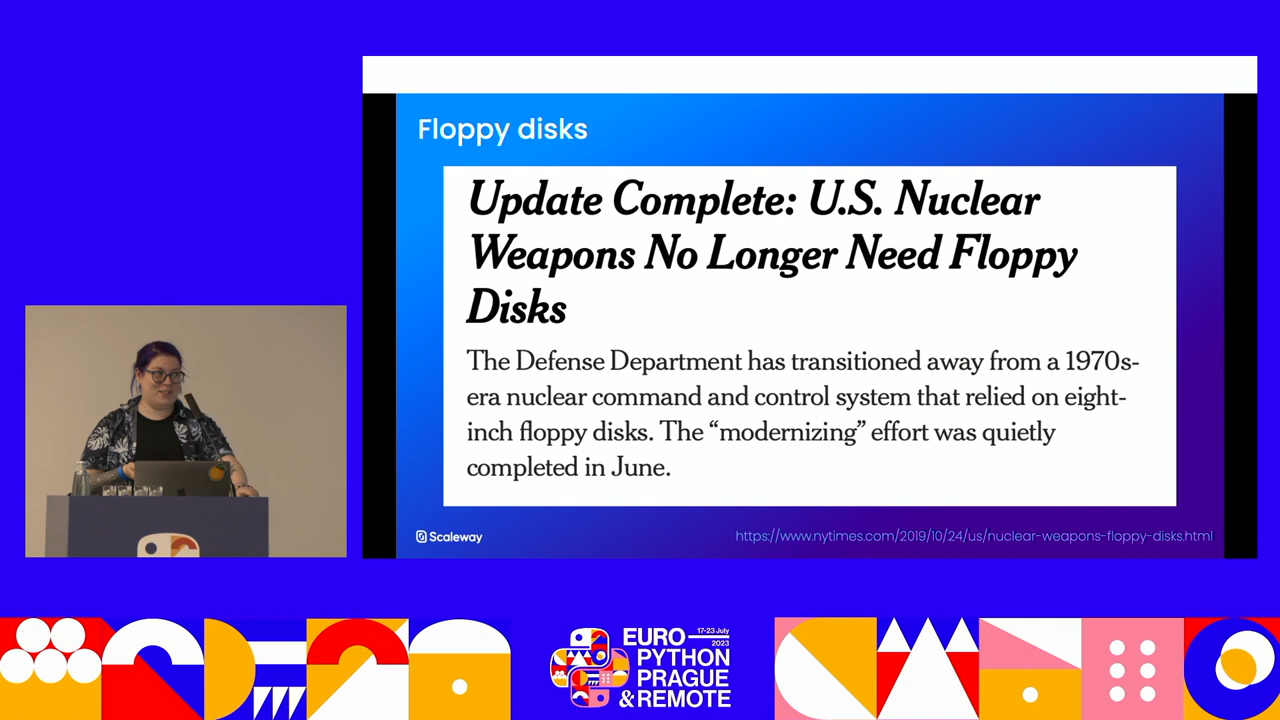 Floppy disks
Update Complete: U.S. Nuclear
Weapons No Longer Need Floppy
Disks
The Defense Department has transitioned away from a 1970s-
era nuclear command and control system that relied on eight-
inch floppy disks. The “modernizing” effort was quietly
completed in June.
Scaleway
https://www.nytimes.com/2019/10/24/us/nuclear-weapons-floppy-disks.html
EURO 17-23 July 2023
PYTHON
PRAGUE
& REMOTE